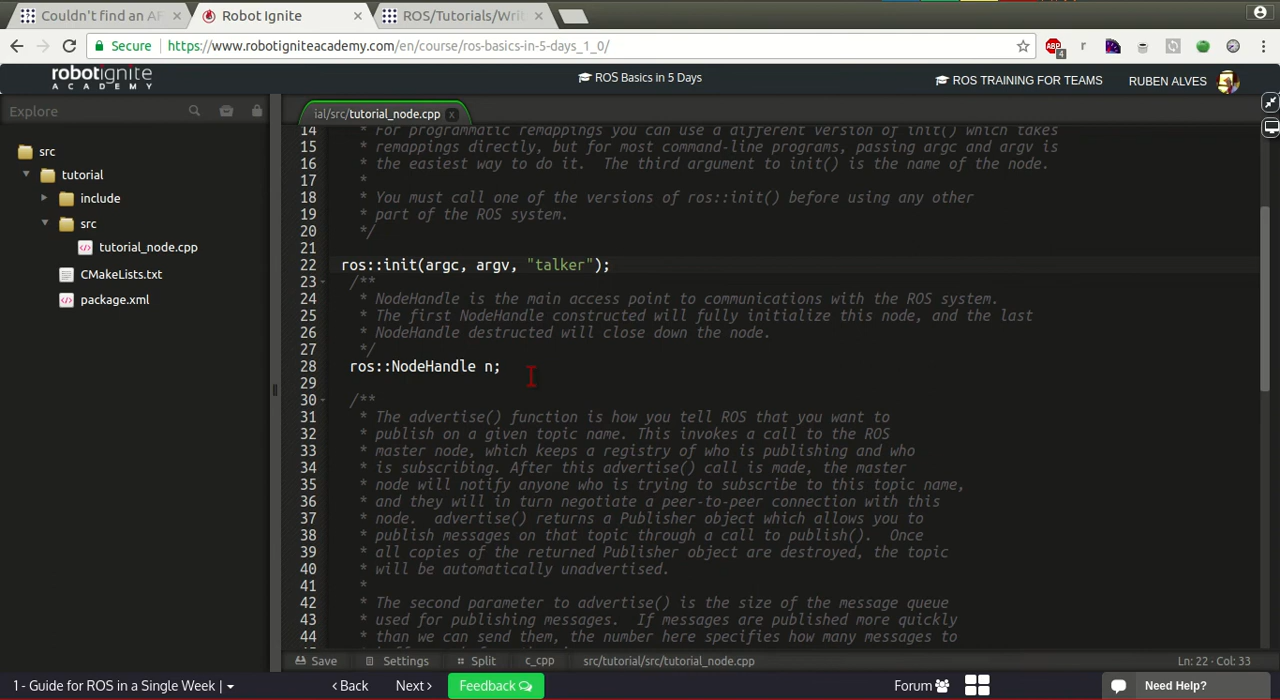 Couldn't find an AF
Robot Ignite
ROS/Tutorials/Writ
Secure
https://www.robotigniteacademy.com/en/course/ros-basics-in-5-days_1_0/
ABP
4
r
robotignite
ACADEMY
ROS Basics in 5 Days
ROS TRAINING FOR TEAMS
RUBEN ALVES
Explore
ial/src/tutorial_node.cpp x
src
tutorial
include
src
tutorial_node.cpp
CMakeLists.txt
package.xml
14 * For programmatic remappings you can use a different version of init() which takes
15 * remappings directly, but for most command-line programs, passing argc and argv is
16 * the easiest way to do it.  The third argument to init() is the name of the node.
17 *
18 * You must call one of the versions of ros::init() before using any other
19 * part of the ROS system.
20 */
21
22 ros::init(argc, argv, "talker");
23 /**
24 * NodeHandle is the main access point to communications with the ROS system.
25 * The first NodeHandle constructed will fully initialize this node, and the last
26 * NodeHandle destructed will close down the node.
27 */
28 ros::NodeHandle n;
29
30 /**
31 * The advertise() function is how you tell ROS that you want to
32 * publish on a given topic name. This invokes a call to the ROS
33 * master node, which keeps a registry of who is publishing and who
34 * is subscribing. After this advertise() call is made, the master
35 * node will notify anyone who is trying to subscribe to this topic name,
36 * and they will in turn negotiate a peer-to-peer connection with this
37 * node.  advertise() returns a Publisher object which allows you to
38 * publish messages on that topic through a call to publish().  Once
39 * all copies of the returned Publisher object are destroyed, the topic
40 * will be automatically unadvertised.
41 *
42 * The second parameter to advertise() is the size of the message queue
43 * used for publishing messages.  If messages are published more quickly
44 * than we can send them, the number here specifies how many messages to
Save
Settings
Split
c_cpp
src/tutorial/src/tutorial_node.cpp
Ln: 22 · Col: 33
1 - Guide for ROS in a Single Week |
Back
Next
Feedback
Forum
Need Help?